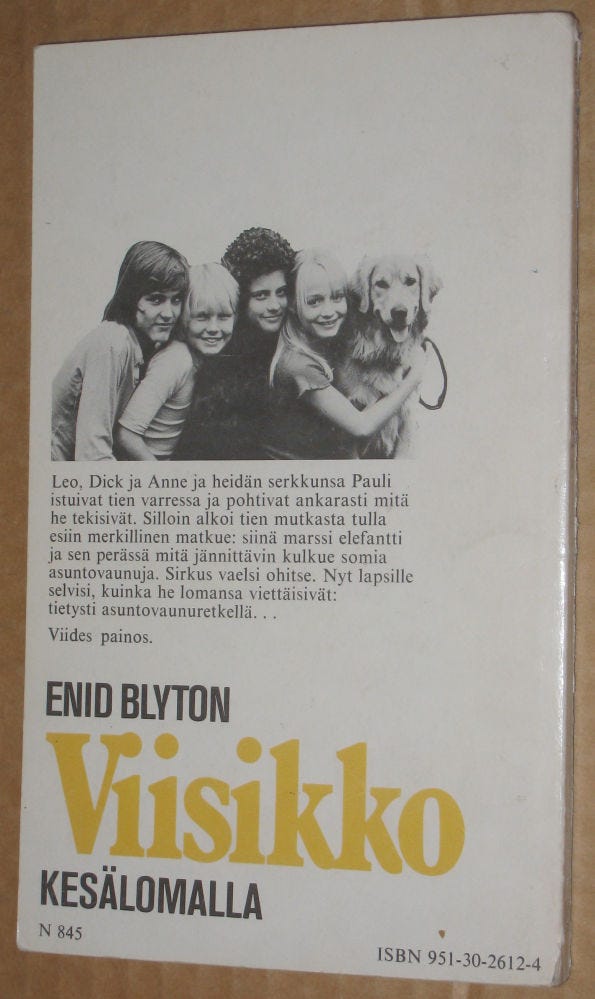 Leo, Dick ja Anne ja heidän serkkunsa Pauli
istuivat tien varressa ja pohtivat ankarasti mitä
he tekisivät. Silloin alkoi tien mutkasta tulla
esiin merkillinen matkue: siinä marssi elefantti
ja sen perässä mitä jännittävin kulkue somia
asuntovaunuja. Sirkus vaelsi ohitse. Nyt lapsille
selvisi, kuinka he lomansa viettäisivät:
tietysti asuntovaunuretkellä. . .
Viides painos.
ENID BLYTON
Viisikko
KESÄLOMALLA
N 845
ISBN 951-30-2612-4